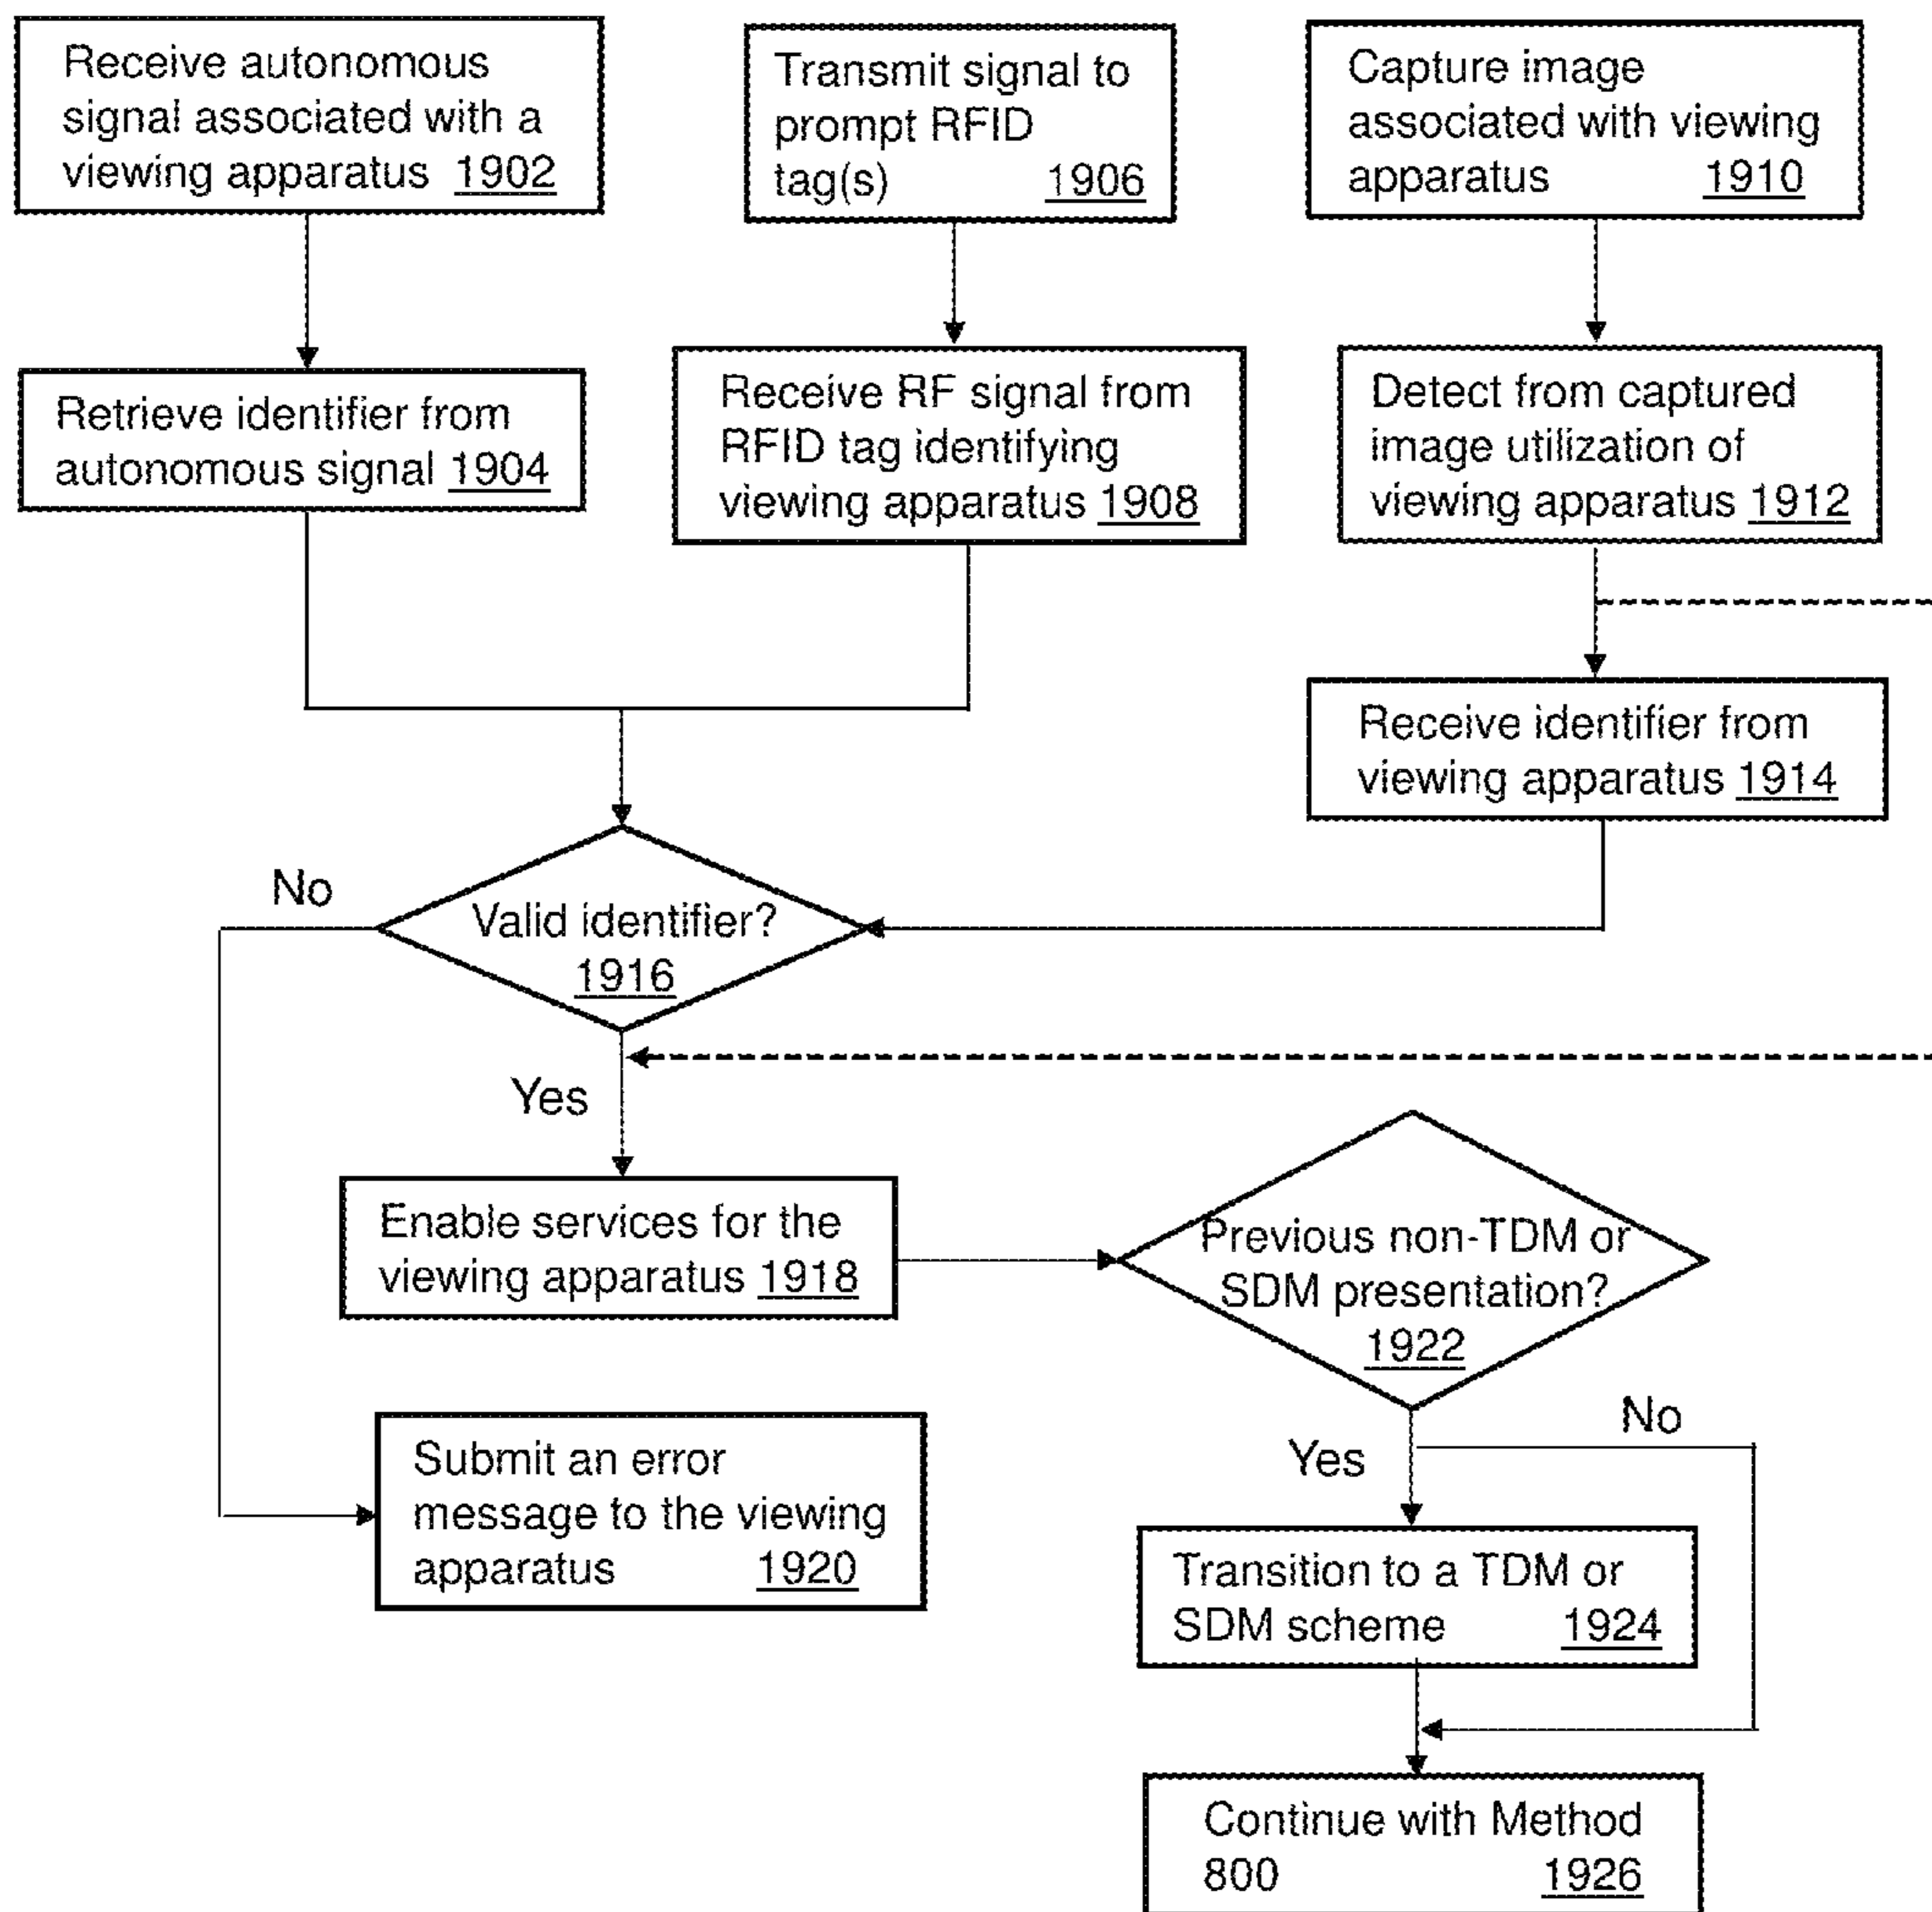 Receive autonomous
signal associated with a
viewing apparatus 1902
Transmit signal to
prompt RFID
tag(s) 1906
Capture image
associated with viewing
apparatus 1910
Retrieve identifier from
autonomous signal 1904
Receive RF signal from
RFID tag identifying
viewing apparatus 1908
Detect from captured
image utilization of
viewing apparatus 1912
Receive identifier from
viewing apparatus 1914
No
Valid identifier?
1916
Yes
Enable services for the
viewing apparatus 1918
Previous non-TDM or
SDM presentation?
1922
No
Yes
Submit an error
message to the viewing
apparatus 1920
Transition to a TDM or
SDM scheme 1924
Continue with Method
800 1926